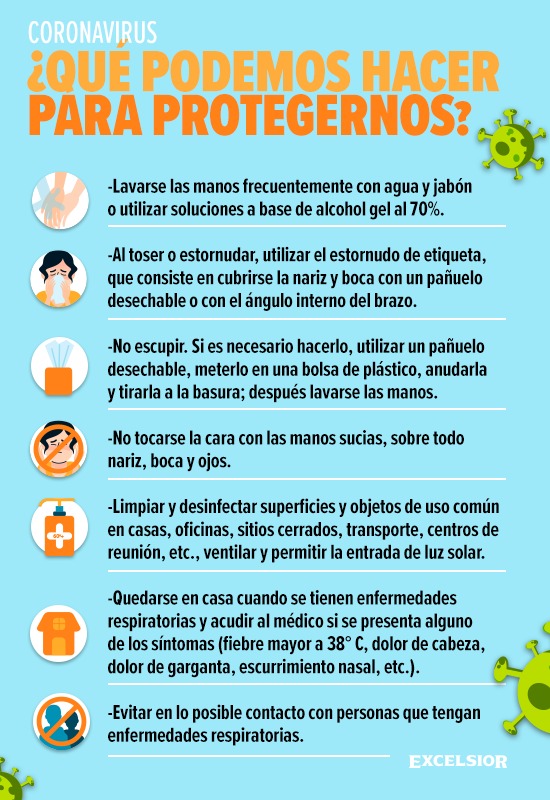 CORONAVIRUS
¿QUÉ PODEMOS HACER
PARA PROTEGERNOS?
-Lavarse las manos frecuentemente con agua y jabón
o utilizar soluciones a base de alcohol gel al 70%.
-Al toser o estornudar, utilizar el estornudo de etiqueta,
que consiste en cubrirse la nariz y boca con un pañuelo
desechable o con el ángulo interno del brazo.
-No escupir. Si es necesario hacerlo, utilizar un pañuelo
desechable, meterlo en una bolsa de plástico, anudarla
y tirarla a la basura; después lavarse las manos.
-No tocarse la cara con las manos sucias, sobre todo
nariz, boca y ojos.
-Limpiar y desinfectar superficies y objetos de uso común
en casas, oficinas, sitios cerrados, transporte, centros de
reunión, etc., ventilar y permitir la entrada de luz solar.
-Quedarse en casa cuando se tienen enfermedades
respiratorias y acudir al médico si se presenta alguno
de los síntomas (fiebre mayor a 38° C, dolor de cabeza,
dolor de garganta, escurrimiento nasal, etc.).
-Evitar en lo posible contacto con personas que tengan
enfermedades respiratorias.
EXCELSIOR